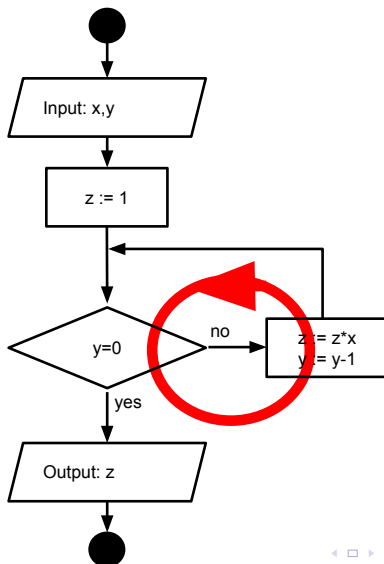 Input: x,y
z := 1
y=0
no
z := z*x
y := y-1
yes
Output: z